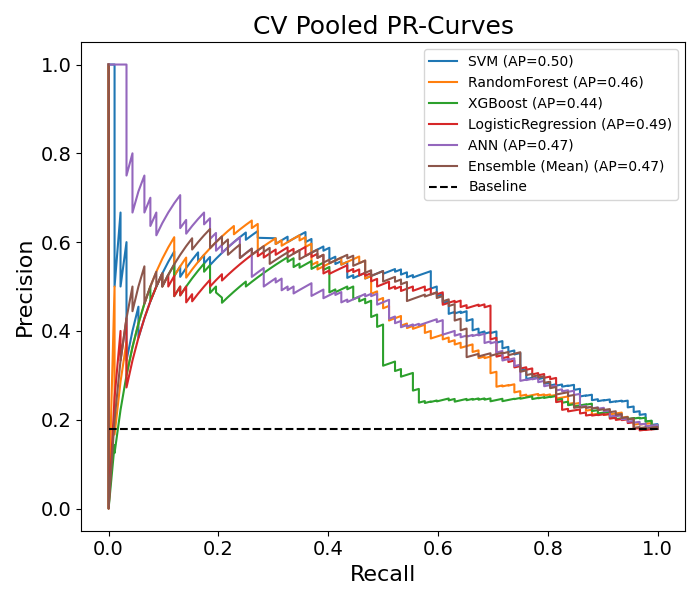 CV Pooled PR-Curves
SVM (AP=0.50)
RandomForest (AP=0.46)
XGBoost (AP=0.44)
LogisticRegression (AP=0.49)
ANN (AP=0.47)
Ensemble (Mean) (AP=0.47)
Baseline
Precision
1.0
0.8
0.6
0.4
0.2
0.0
0.0 0.2 0.4 0.6 0.8 1.0
Recall